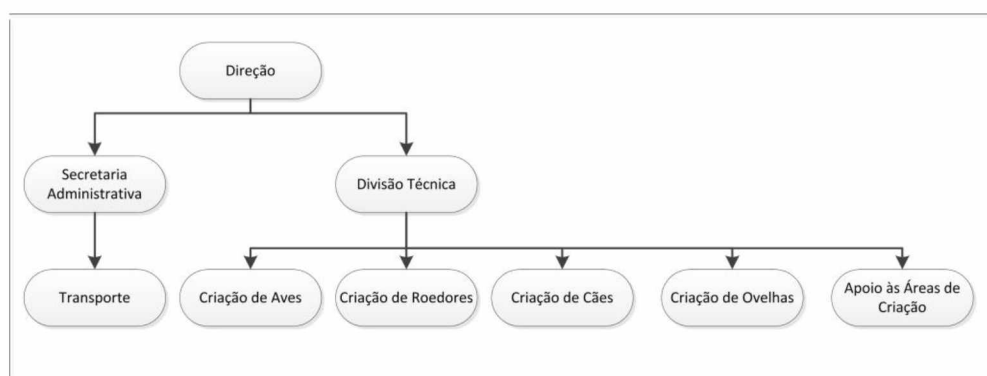 Direção
Secretaria
Administrativa
Divisão Técnica
Transporte
Criação de Aves
Criação de Roedores
Criação de Cães
Criação de Ovelhas
Apoio às Áreas de
Criação